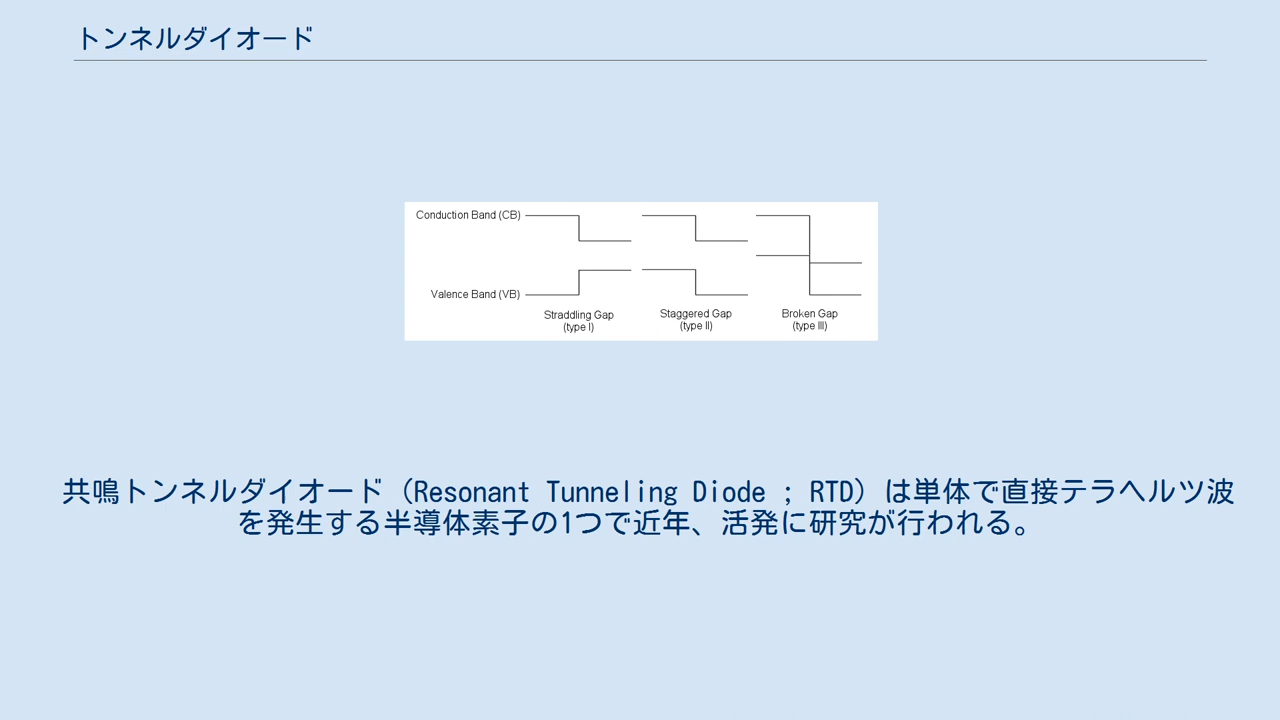 トンネルダイオード
Conduction Band (CB)
Valence Band (VB)
Straddling Gap
(type I)
Staggered Gap
(type II)
Broken Gap
(type III)
共鳴トンネルダイオード（Resonant Tunneling Diode ; RTD）は単体で直接テラヘルツ波
を発生する半導体素子の1つで近年、活発に研究が行われる。